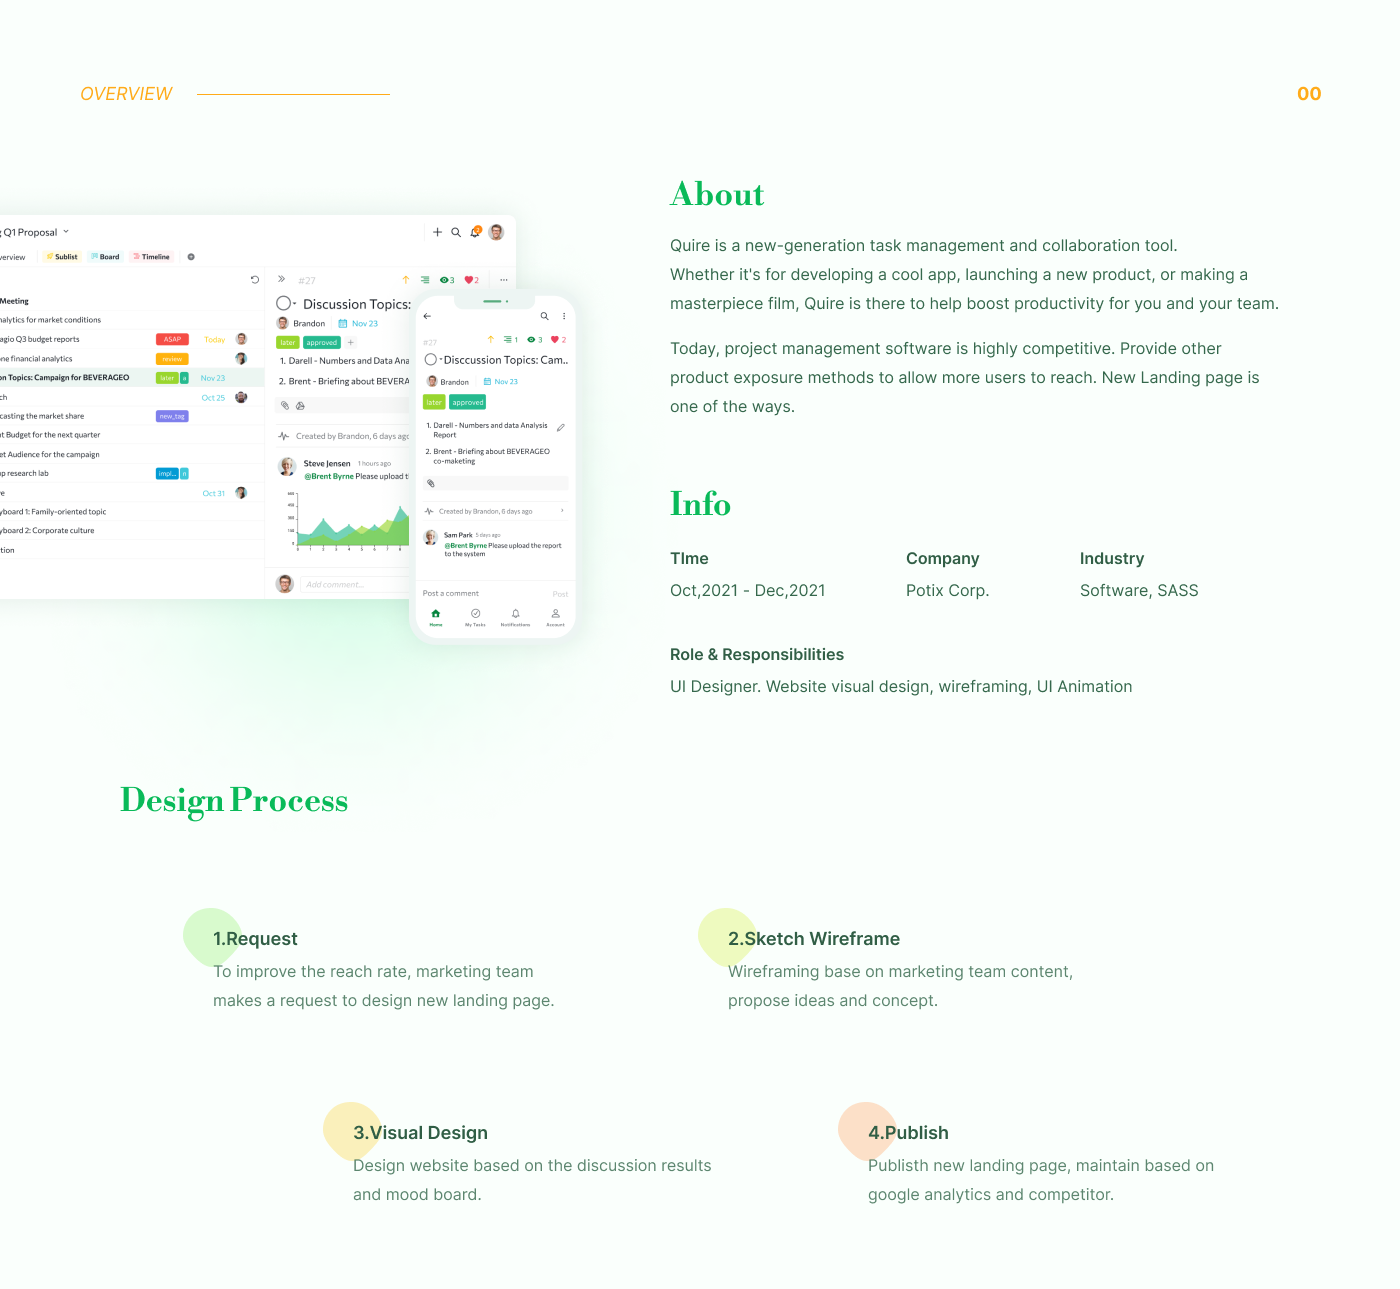 OVERVIEW
00
About
Quire is a new-generation task management and collaboration tool.
Whether it's for developing a cool app, launching a new product, or making a
masterpiece film, Quire is there to help boost productivity for you and your team.
Today, project management software is highly competitive. Provide other
product exposure methods to allow more users to reach. New Landing page is
one of the ways.
Info
TIme
Oct,2021 - Dec,2021
Company
Potix Corp.
Industry
Software, SASS
Role & Responsibilities
UI Designer. Website visual design, wireframing, UI Animation
Q1 Proposal
Sublist Board Timeline
Meeting
nalytics for market conditions
agio Q3 budget reports ASAP Today
one financial analytics review
on Topics: Campaign for BEVERAGEO later a Nov 23
ch Oct 25
casting the market share new_tag
nt Budget for the next quarter
et Audience for the campaign
up research lab impl... n
ve Oct 31
yboard 1: Family-oriented topic
yboard 2: Corporate culture
tion
#27 3 2
Discussion Topics:
Brandon Nov 23
later approved +
1. Darell - Numbers and Data Ana
2. Brent - Briefing about BEVERA
Created by Brandon, 6 days ago
Steve Jensen 1 hours ago
@Brent Byrne Please upload t
Add comment...
#27 1 3 2
Disccussion Topics: Cam..
Brandon Nov 23
later approved
1. Darell - Numbers and data Analysis
Report
2. Brent - Briefing about BEVERAGEO
co-maketing
Created by Brandon, 6 days ago
Sam Park 5 days ago
@Brent Byrne Please upload the report
to the system
Post a comment Post
Home My Tasks Notifications Account
Design Process
1.Request
To improve the reach rate, marketing team
makes a request to design new landing page.
2.Sketch Wireframe
Wireframing base on marketing team content,
propose ideas and concept.
3.Visual Design
Design website based on the discussion results
and mood board.
4.Publish
Publisth new landing page, maintain based on
google analytics and competitor.